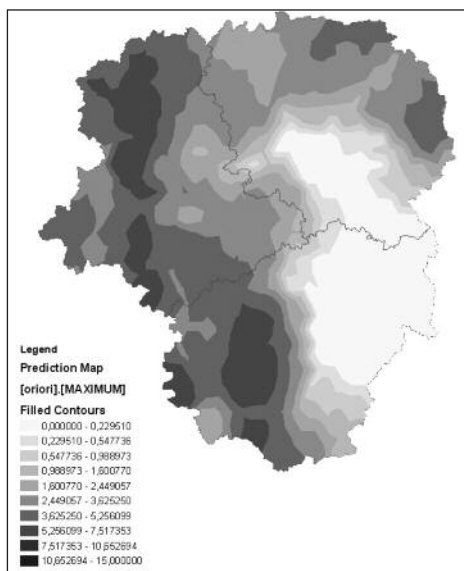 Legend
Prediction Map
[oriori].[MAXIMUM]
Filled Contours
0,000000 - 0,229510
0,229510 - 0,547736
0,547736 - 0,988973
0,988973 - 1,600770
1,600770 - 2,449057
2,449057 - 3,625250
3,625250 - 5,256099
5,256099 - 7,517353
7,517353 - 10,652694
10,652694 - 15,000000